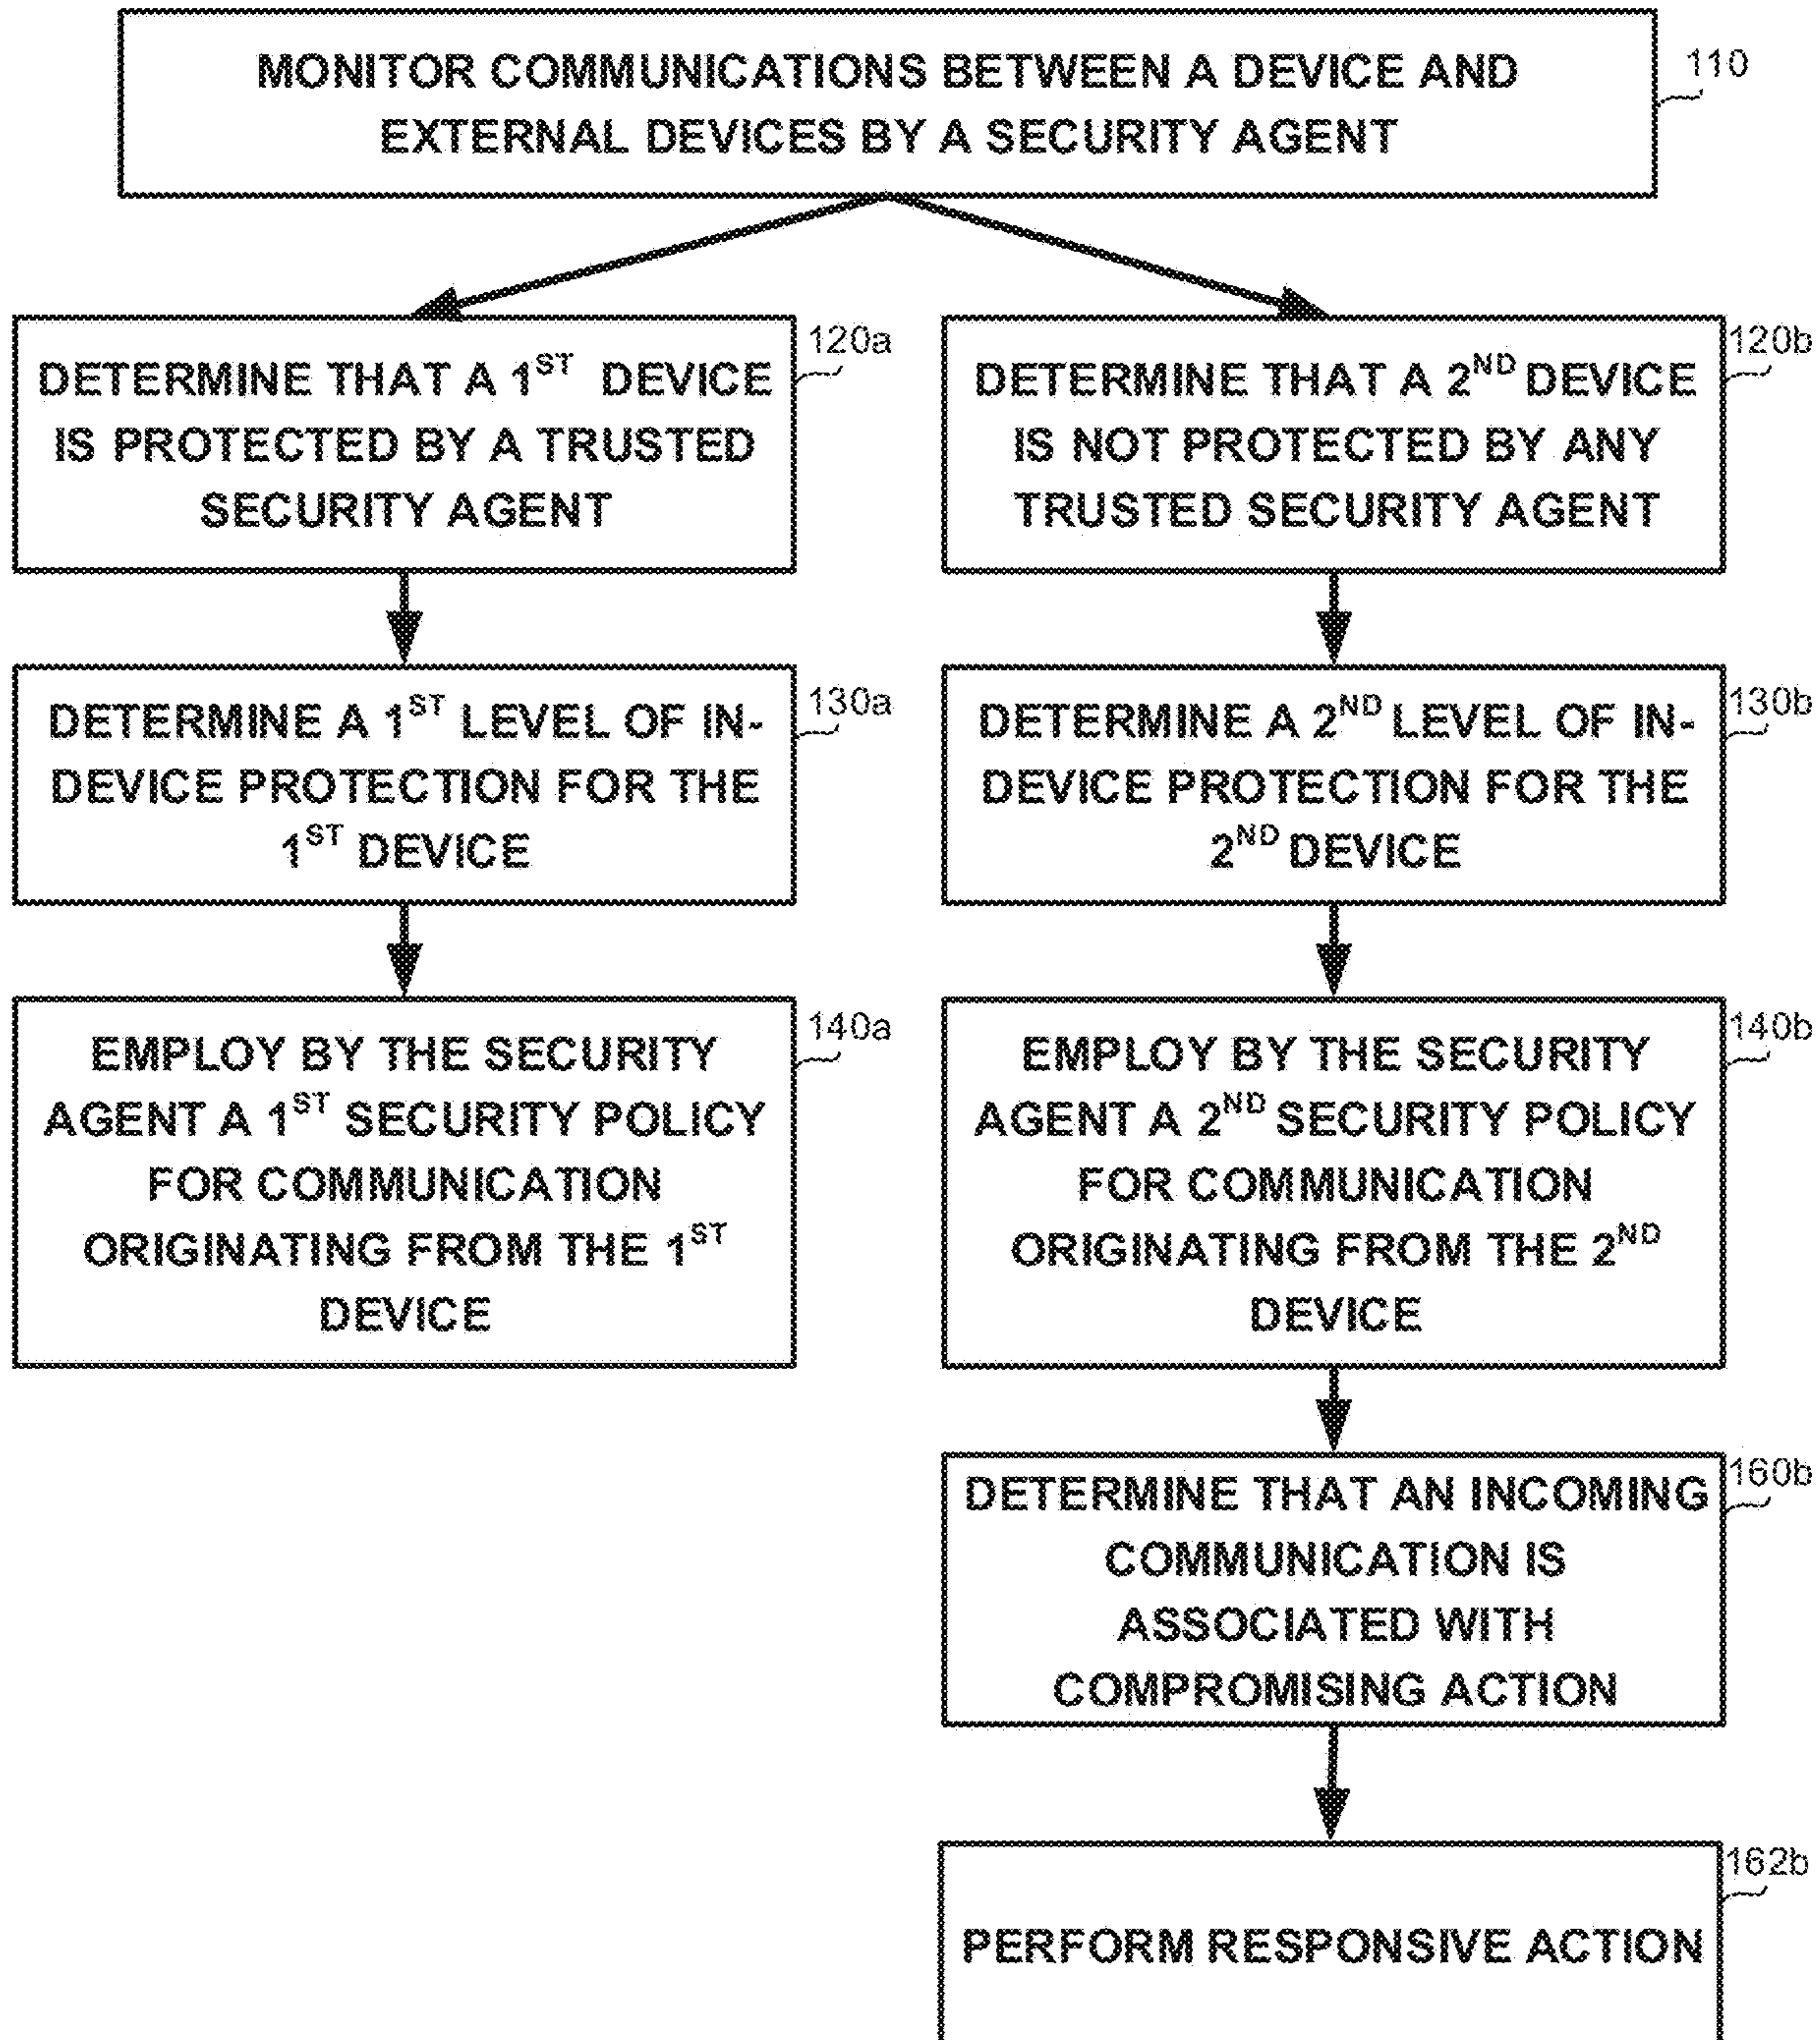 MONITOR COMMUNICATIONS BETWEEN A DEVICE AND
EXTERNAL DEVICES BY A SECURITY AGENT
110
DETERMINE THAT A 1ST DEVICE
IS PROTECTED BY A TRUSTED
SECURITY AGENT
120a
DETERMINE THAT A 2ND DEVICE
IS NOT PROTECTED BY ANY
TRUSTED SECURITY AGENT
120b
DETERMINE A 1ST LEVEL OF IN-
DEVICE PROTECTION FOR THE
1ST DEVICE
130a
DETERMINE A 2ND LEVEL OF IN-
DEVICE PROTECTION FOR THE
2ND DEVICE
130b
EMPLOY BY THE SECURITY
AGENT A 1ST SECURITY POLICY
FOR COMMUNICATION
ORIGINATING FROM THE 1ST
DEVICE
140a
EMPLOY BY THE SECURITY
AGENT A 2ND SECURITY POLICY
FOR COMMUNICATION
ORIGINATING FROM THE 2ND
DEVICE
140b
DETERMINE THAT AN INCOMING
COMMUNICATION IS
ASSOCIATED WITH
COMPROMISING ACTION
160b
PERFORM RESPONSIVE ACTION
162b